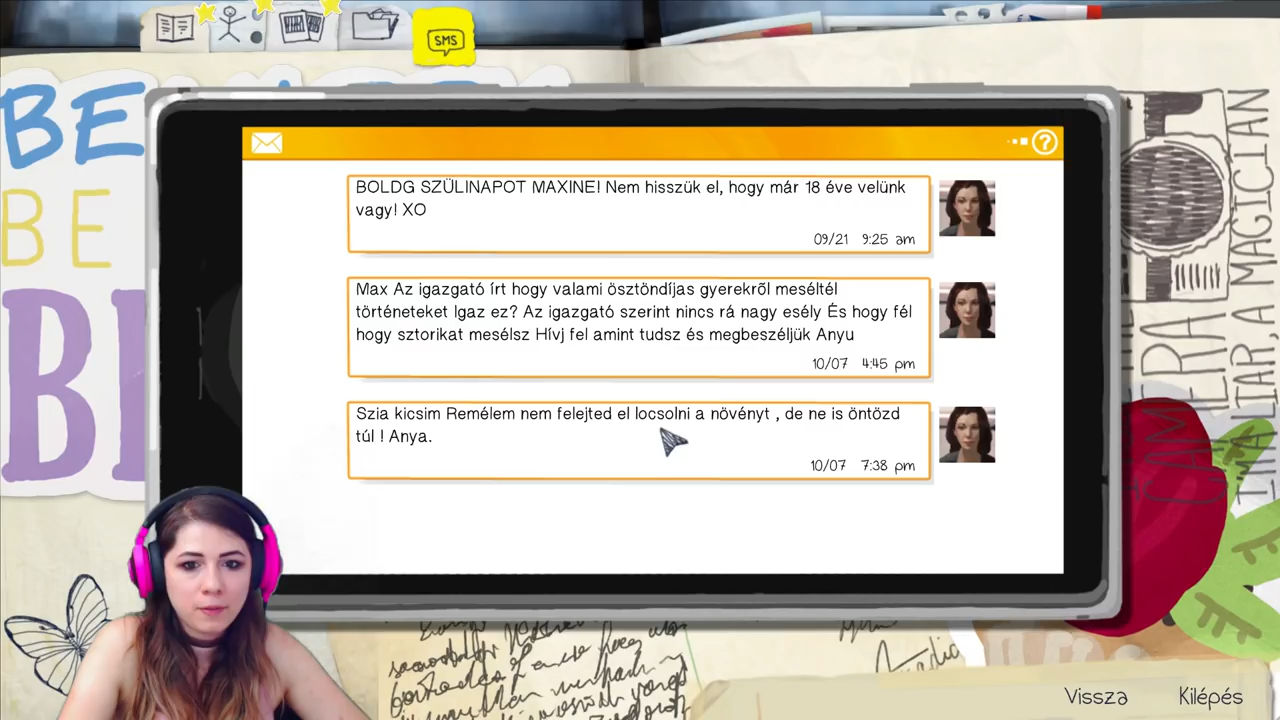 SMS
BE
BE
BOLDG SZÜLINAPOT MAXINE! Nem hisszük el, hogy már 18 éve velünk
vagy! XO
09/21 9:25 am
Max Az igazgató írt hogy valami ösztöndíjas gyerekről meséltél
történeteket Igaz ez? Az igazgató szerint nincs rá nagy esély És hogy fél
hogy sztorikat mesélsz Hívj fel amint tudsz és megbeszéljük Anyu
10/07 4:45 pm
Szia kicsim Remélem nem felejted el locsolni a növényt , de ne is öntözd
túl ! Anya.
10/07 7:38 pm
CAMERA
MAGICIAN
Vissza
Kilépés